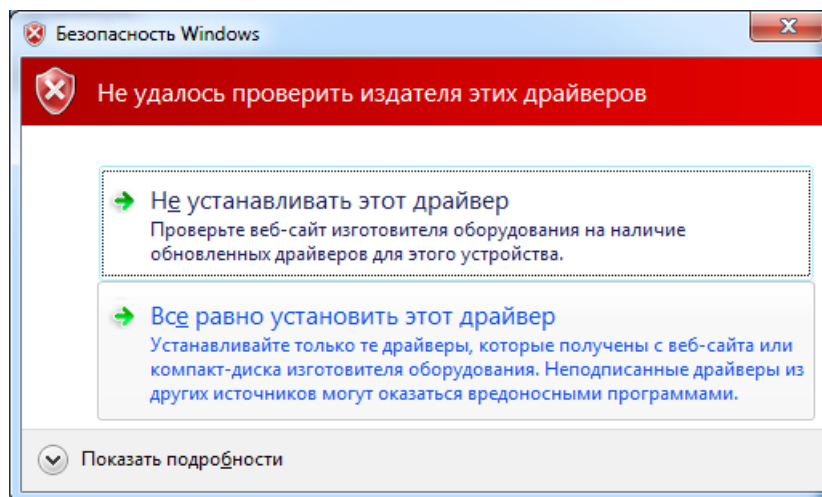 Безопасность Windows
Не удалось проверить издателя этих драйверов
Не устанавливать этот драйвер
Проверьте веб-сайт изготовителя оборудования на наличие
обновленных драйверов для этого устройства.
Все равно установить этот драйвер
Устанавливайте только те драйверы, которые получены с веб-сайта или
компакт-диска изготовителя оборудования. Неподписанные драйверы из
других источников могут оказаться вредоносными программами.
Показать подробности